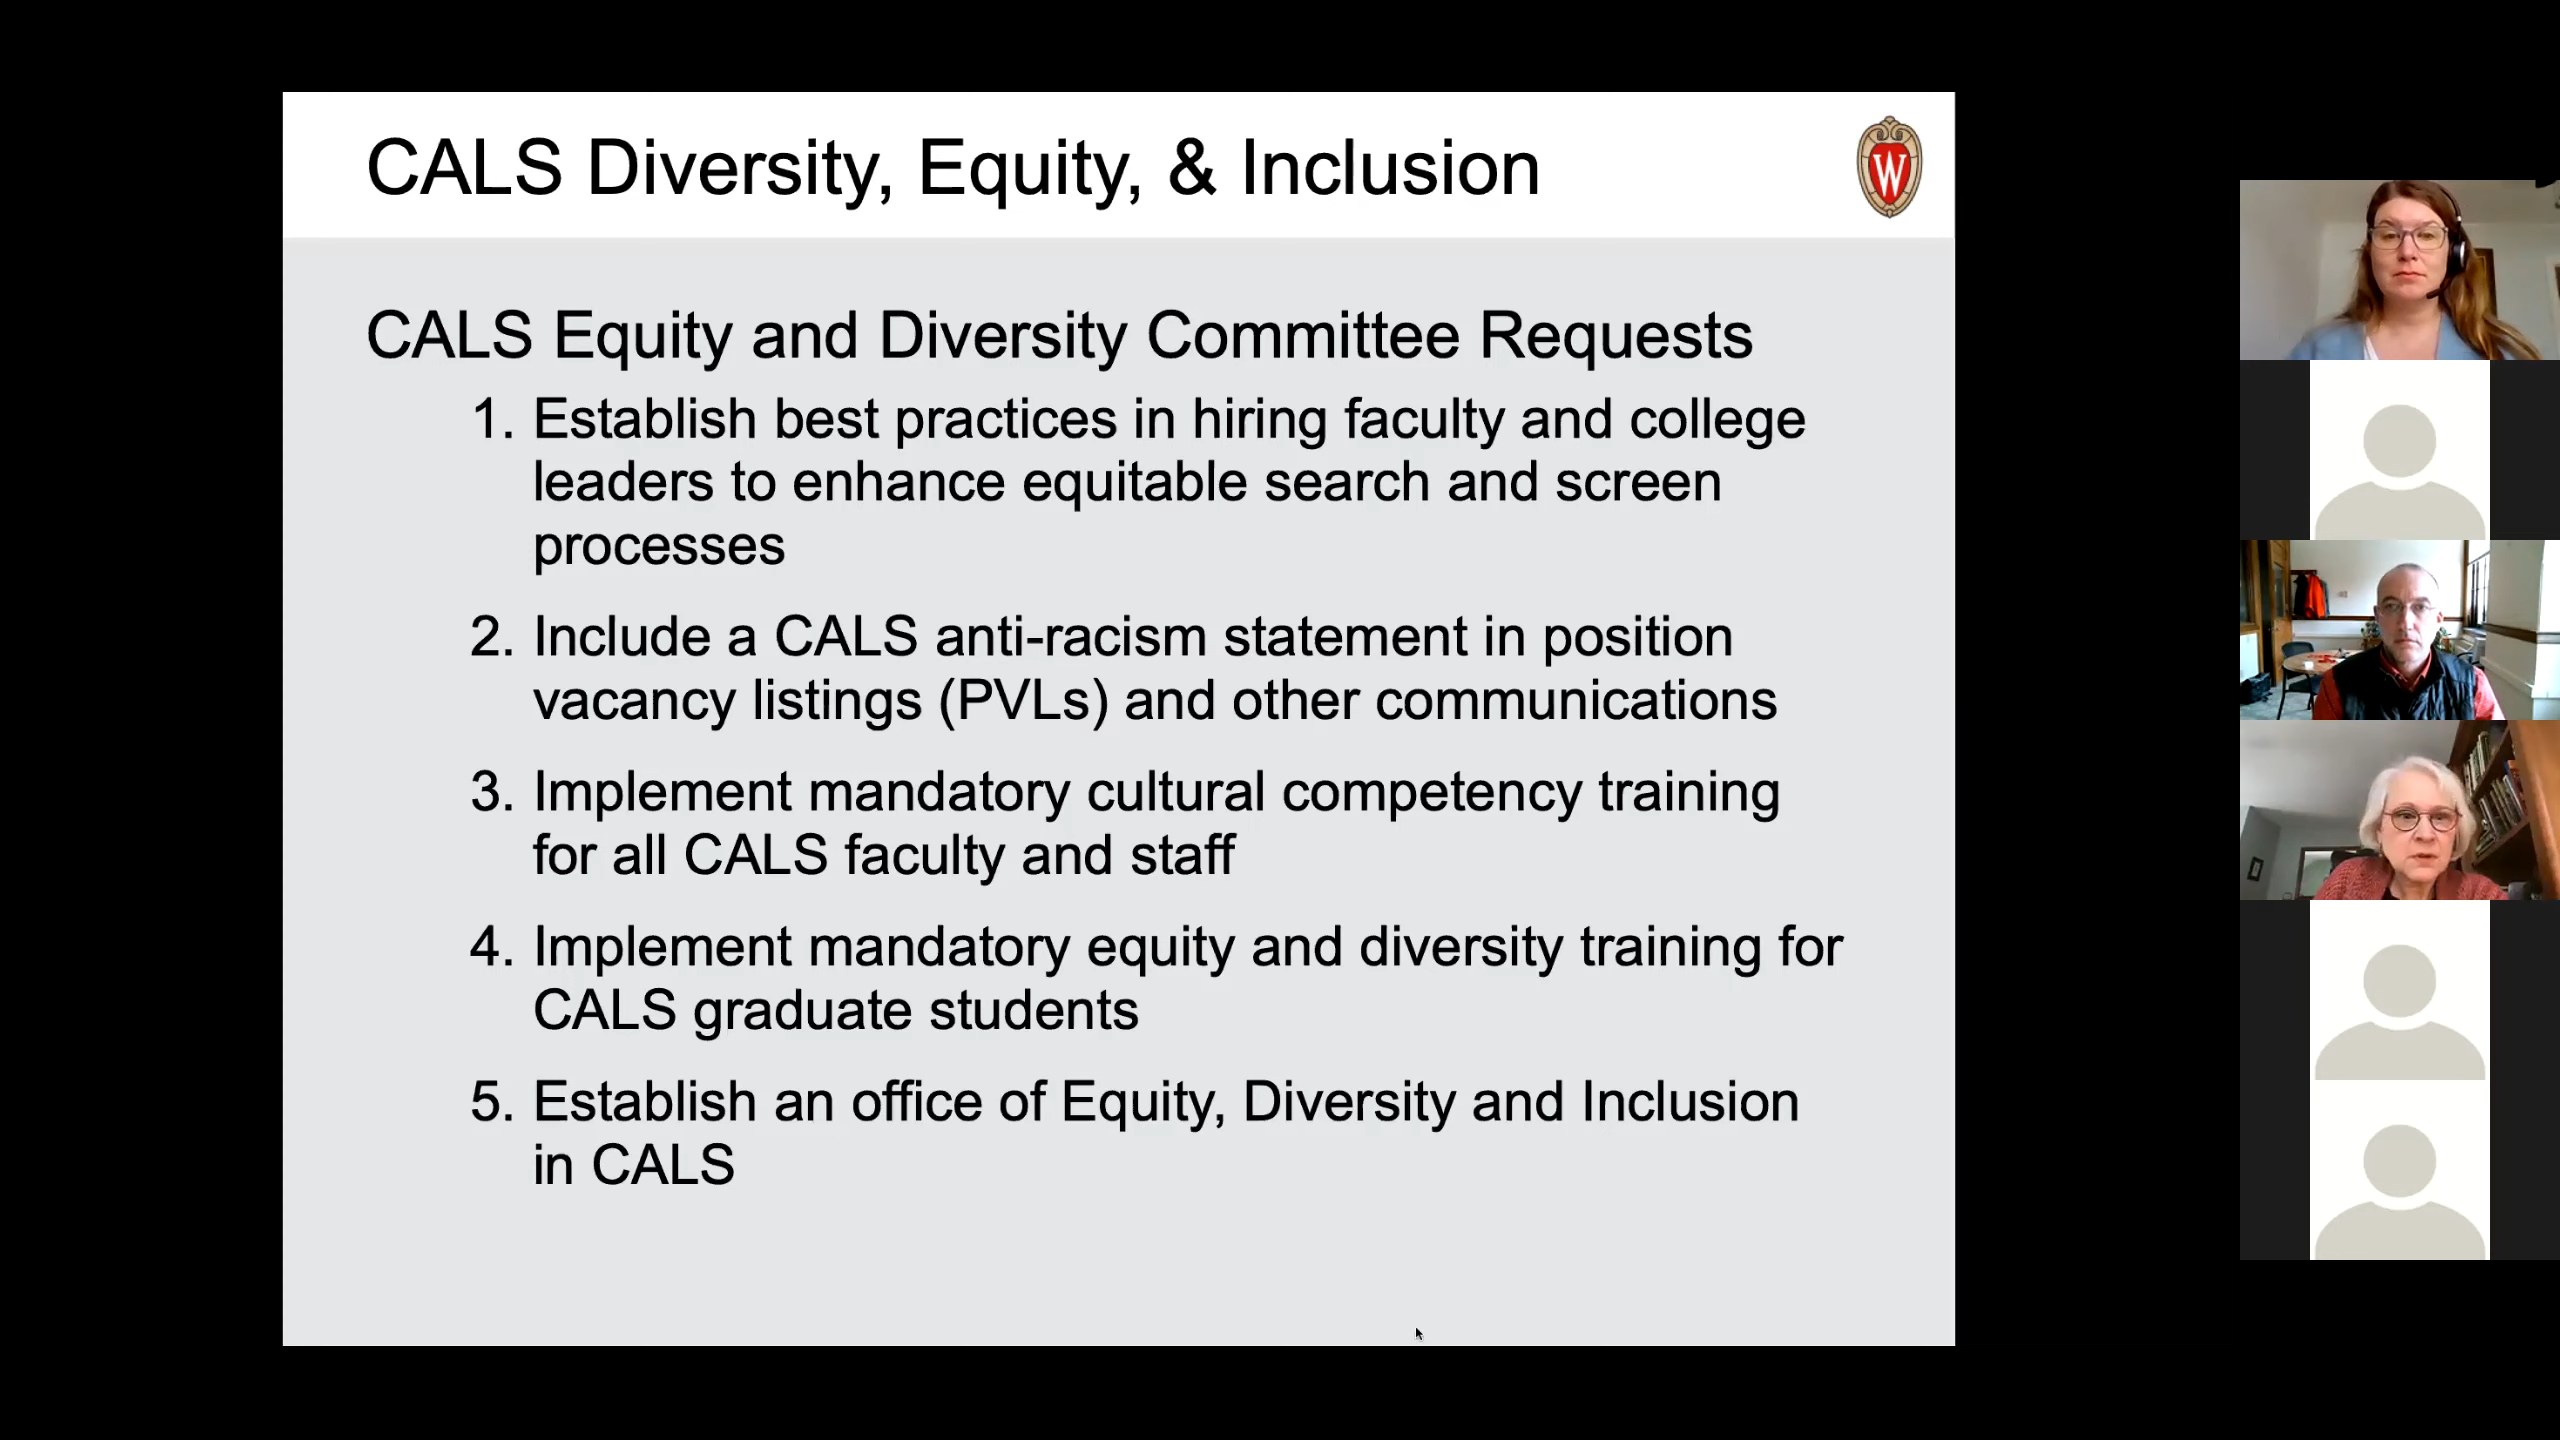 CALS Diversity, Equity, & Inclusion
W
CALS Equity and Diversity Committee Requests
1. Establish best practices in hiring faculty and college
leaders to enhance equitable search and screen
processes
2. Include a CALS anti-racism statement in position
vacancy listings (PVLs) and other communications
3. Implement mandatory cultural competency training
for all CALS faculty and staff
4. Implement mandatory equity and diversity training for
CALS graduate students
5. Establish an office of Equity, Diversity and Inclusion
in CALS